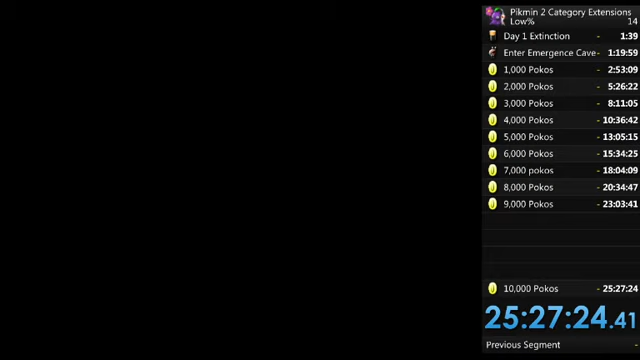 Pikmin 2 Category Extensions
Low% 14
Day 1 Extinction - 1:39
Enter Emergence Cave - 1:19:59
1,000 Pokos - 2:53:09
2,000 Pokos - 5:26:22
3,000 Pokos - 8:11:05
4,000 Pokos - 10:36:42
5,000 Pokos - 13:05:15
6,000 Pokos - 15:34:25
7,000 pokos - 18:04:09
8,000 Pokos - 20:34:47
9,000 Pokos - 23:03:41
10,000 Pokos - 25:27:24
25:27:24.41
Previous Segment -